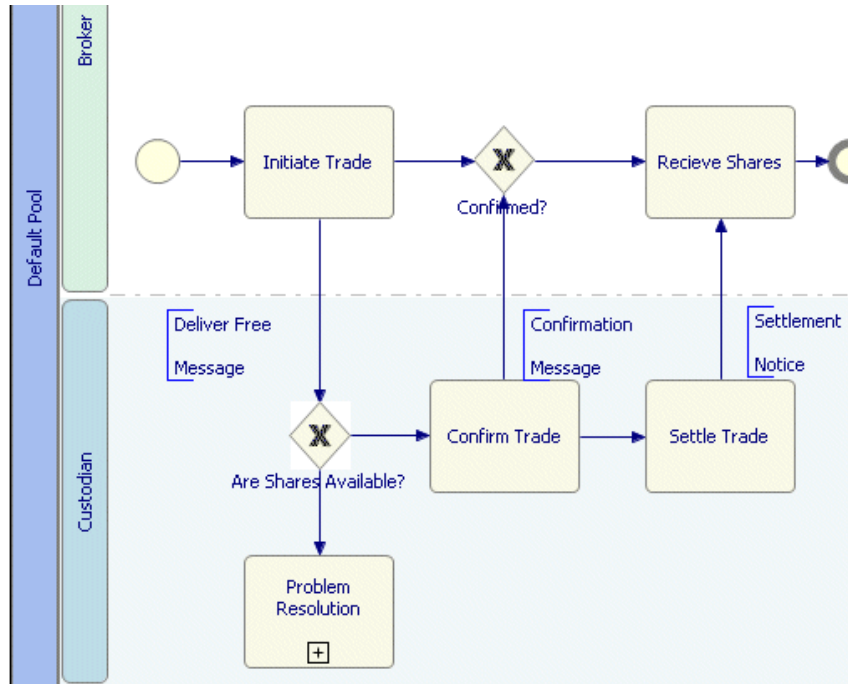 Default Pool
Broker
Initiate Trade
Confirmed?
Recieve Shares
Custodian
Deliver Free
Message
Confirmation
Message
Settlement
Notice
Are Shares Available?
Confirm Trade
Settle Trade
Problem
Resolution